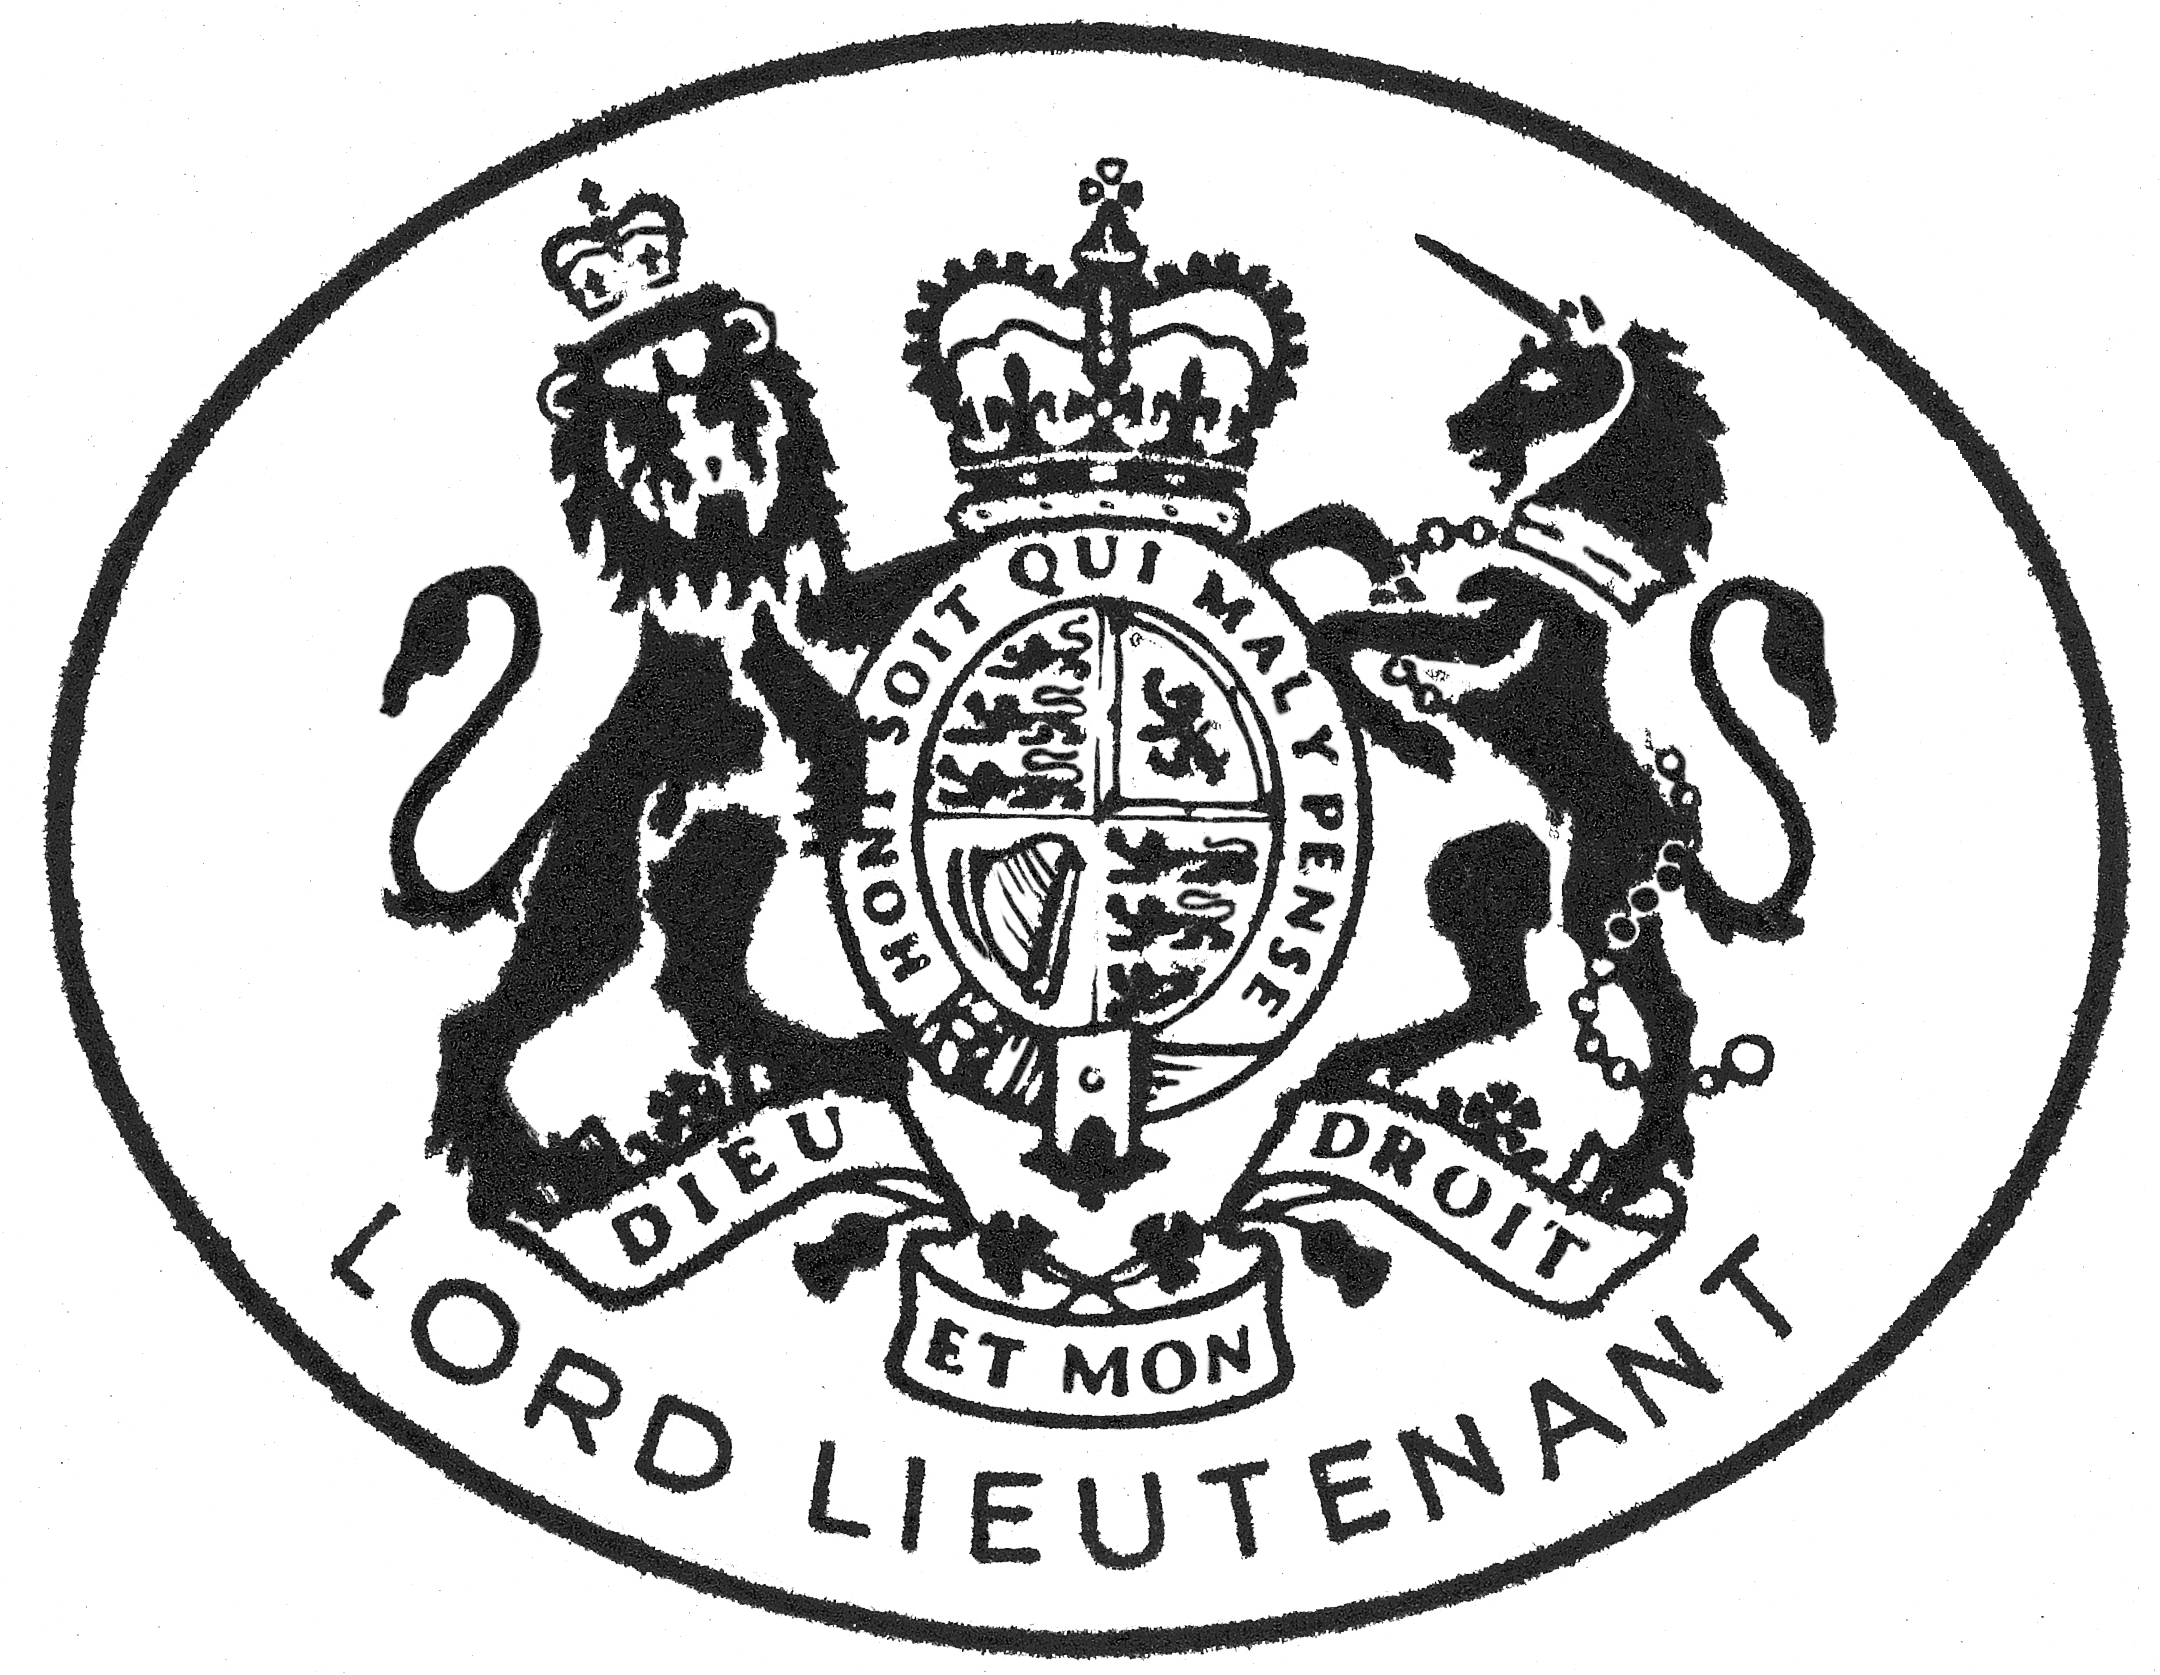 HONI SOIT QUI MAL Y PENSE
DIEU ET MON DROIT
LORD LIEUTENANT